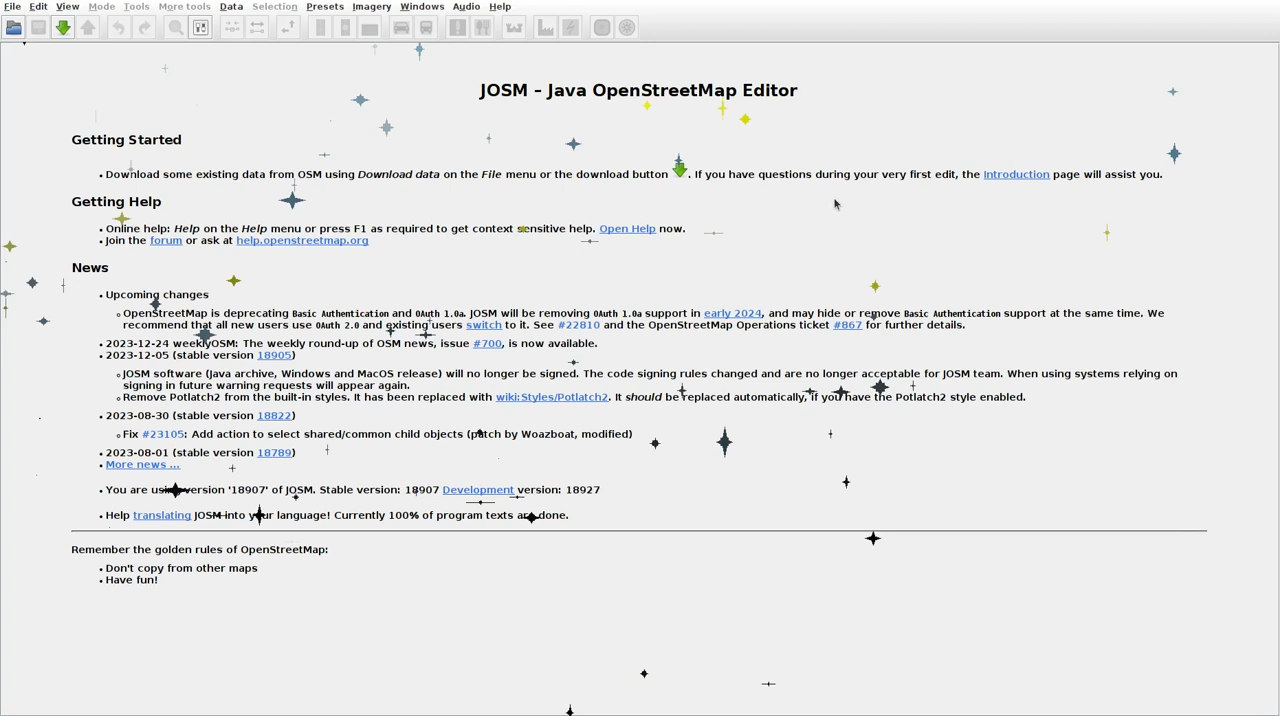 File Edit View Mode Tools More tools Data Selection Presets Imagery Windows Audio Help
JOSM – Java OpenStreetMap Editor
Getting Started
Download some existing data from OSM using Download data on the File menu or the download button . If you have questions during your very first edit, the Introduction page will assist you.
Getting Help
Online help: Help on the Help menu or press F1 as required to get context sensitive help. Open Help now.
Join the forum or ask at help.openstreetmap.org
News
Upcoming changes
OpenStreetMap is deprecating Basic Authentication and OAuth 1.0a. JOSM will be removing OAuth 1.0a support in early 2024, and may hide or remove Basic Authentication support at the same time. We
recommend that all new users use OAuth 2.0 and existing users switch to it. See #22810 and the OpenStreetMap Operations ticket #867 for further details.
2023-12-24 weeklyOSM: The weekly round-up of OSM news, issue #700, is now available.
2023-12-05 (stable version 18905)
JOSM software (Java archive, Windows and MacOS release) will no longer be signed. The code signing rules changed and are no longer acceptable for JOSM team. When using systems relying on
signing in future warning requests will appear again.
Remove Potlatch2 from the built-in styles. It has been replaced with wiki:Styles/Potlatch2. It should be replaced automatically, if you have the Potlatch2 style enabled.
2023-08-30 (stable version 18822)
Fix #23105: Add action to select shared/common child objects (patch by Woazboat, modified)
2023-08-01 (stable version 18789)
More news ...
You are using version '18907' of JOSM. Stable version: 18907 Development version: 18927
Help translating JOSM into your language! Currently 100% of program texts are done.
Remember the golden rules of OpenStreetMap:
Don't copy from other maps
Have fun!